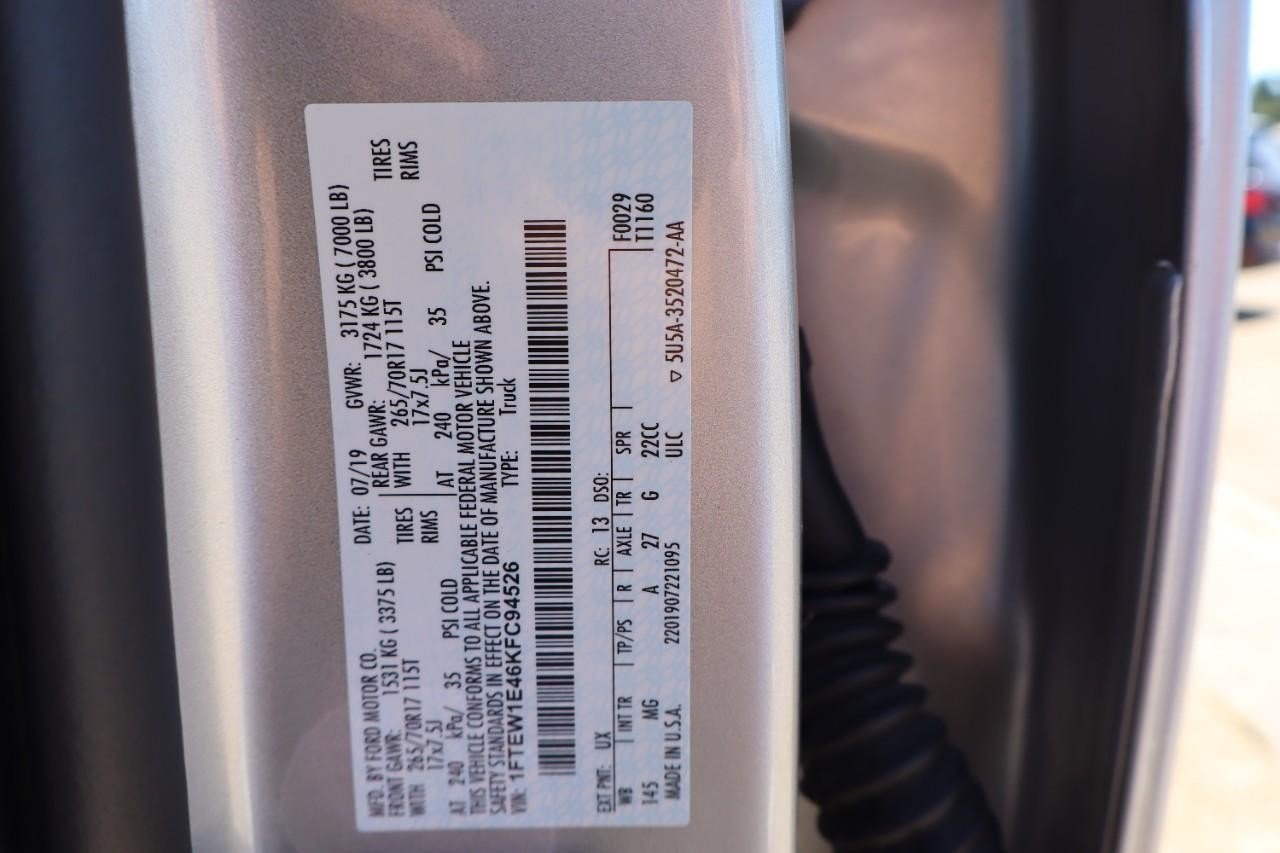 MFD. BY FORD MOTOR CO. DATE: 07/19 GVWR: 3175 KG ( 7000 LB)
FRONT GAWR: 1531 KG ( 3375 LB) REAR GAWR: 1724 KG ( 3800 LB)
WITH 265/70R17 115T TIRES WITH 265/70R17 115T TIRES
17x7.5J RIMS 17x7.5J RIMS
AT 240 kPa/ 35 PSI COLD AT 240 kPa/ 35 PSI COLD
THIS VEHICLE CONFORMS TO ALL APPLICABLE FEDERAL MOTOR VEHICLE
SAFETY STANDARDS IN EFFECT ON THE DATE OF MANUFACTURE SHOWN ABOVE.
VIN: 1FTEW1E46KFC94526 TYPE: Truck
EXT PNT: UX RC: 13 DSO: F0029
WB INT TR TP/PS R AXLE TR SPR T1160
145 MG A 27 G 22CC
MADE IN U.S.A. 2201907221095 ULC ▽ 5U5A-3520472-AA